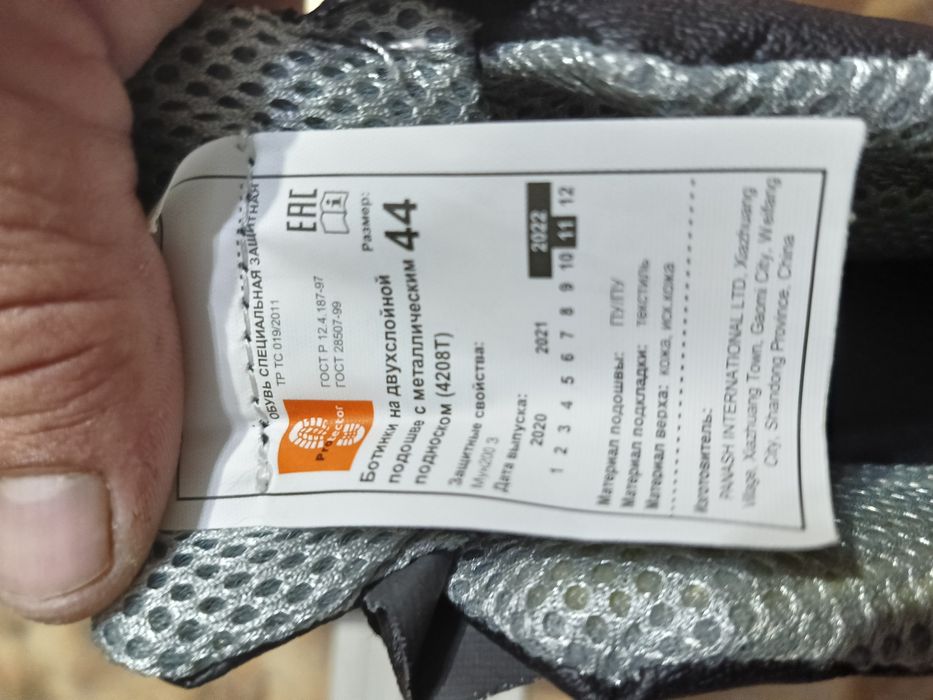 ОБУВЬ СПЕЦИАЛЬНАЯ ЗАЩИТНАЯ
ТР ТС 019/2011
Protector
ГОСТ Р 12.4.187-97
ГОСТ 28507-99
EAC
Ботинки на двухслойной
подошве с металлическим
подноском (4208Т)
Размер:
44
Защитные свойства:
Мун200 З
Дата выпуска:
2020 2021 2022
1 2 3 4 5 6 7 8 9 10 11 12
Материал подошвы: ПУ/ПУ
Материал подкладки: текстиль
Материал верха: кожа, иск.кожа
Изготовитель:
PANASH INTERNATIONAL LTD, Xiazhuang
Village, Xiazhuang Town, Gaomi City, Weifang
City, Shandong Province, China